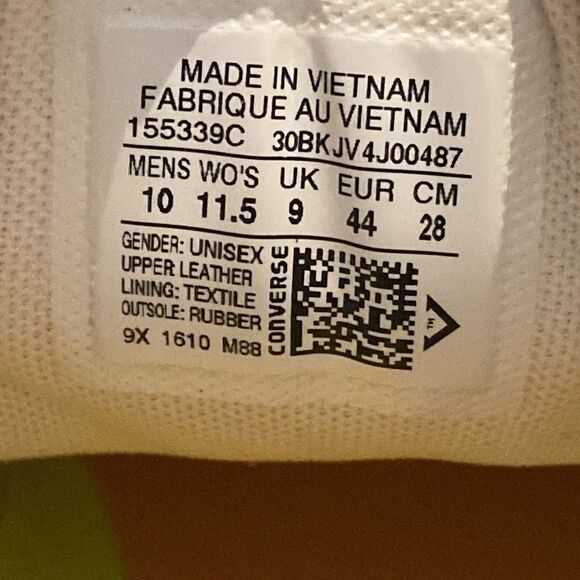 MADE IN VIETNAM
FABRIQUE AU VIETNAM
155339C 30BKJV4J00487
MENS WO'S UK EUR CM
10 11.5 9 44 28
GENDER: UNISEX
UPPER LEATHER
LINING: TEXTILE
OUTSOLE: RUBBER
9X 1610 M88
CONVERSE